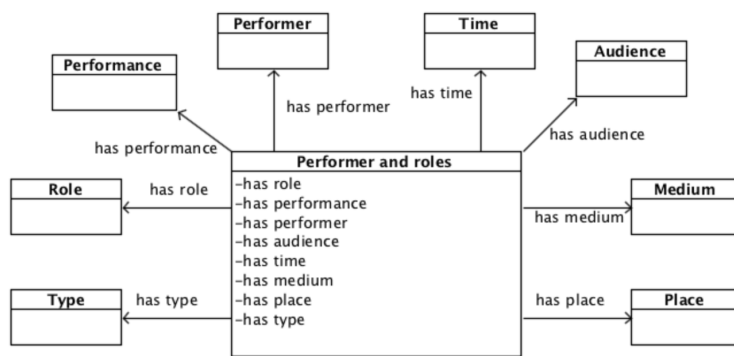 Performer
Time
Performance
Audience
has performer
has time
has audience
has performance
Performer and roles
Role
has role
-has role
-has performance
-has performer
-has audience
-has time
-has medium
-has place
-has type
has medium
Medium
Type
has type
has place
Place